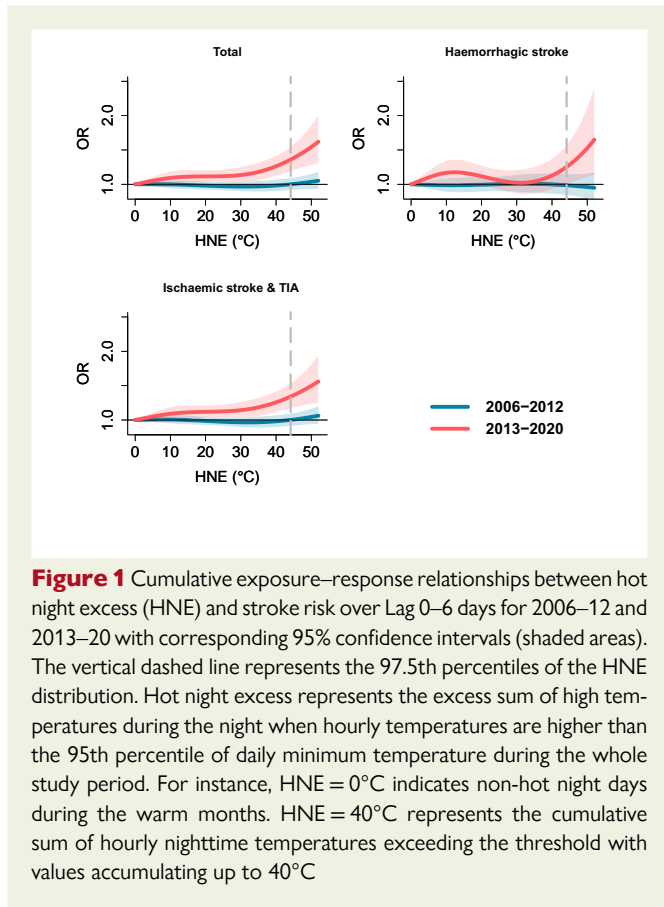 Total
2.0
1.0
OR
0 10 20 30 40 50
HNE (°C)
Haemorrhagic stroke
2.0
1.0
OR
0 10 20 30 40 50
HNE (°C)
Ischaemic stroke & TIA
2.0
1.0
OR
0 10 20 30 40 50
HNE (°C)
2006−2012
2013−2020
Figure 1 Cumulative exposure–response relationships between hot
night excess (HNE) and stroke risk over Lag 0–6 days for 2006–12 and
2013–20 with corresponding 95% confidence intervals (shaded areas).
The vertical dashed line represents the 97.5th percentiles of the HNE
distribution. Hot night excess represents the excess sum of high tem-
peratures during the night when hourly temperatures are higher than
the 95th percentile of daily minimum temperature during the whole
study period. For instance, HNE = 0°C indicates non-hot night days
during the warm months. HNE = 40°C represents the cumulative
sum of hourly nighttime temperatures exceeding the threshold with
values accumulating up to 40°C